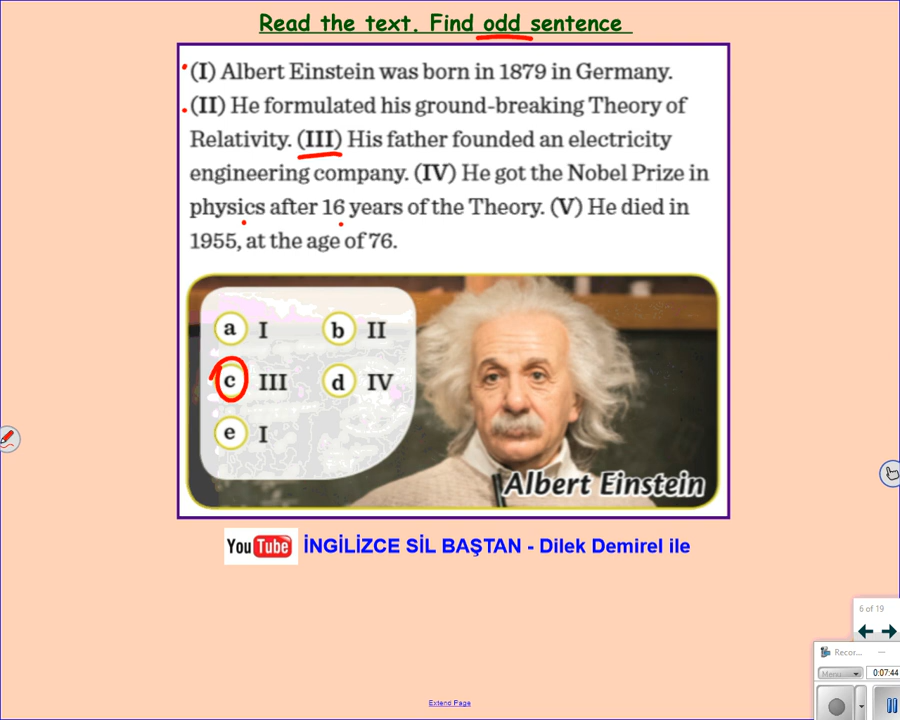 Read the text. Find odd sentence
(I) Albert Einstein was born in 1879 in Germany.
(II) He formulated his ground-breaking Theory of
Relativity. (III) His father founded an electricity
engineering company. (IV) He got the Nobel Prize in
physics after 16 years of the Theory. (V) He died in
1955, at the age of 76.
a I b II
c III d IV
e I
Albert Einstein
YouTube İNGİLİZCE SİL BAŞTAN - Dilek Demirel ile
6 of 19
Recor...
Menu 0:07:44
Extend Page